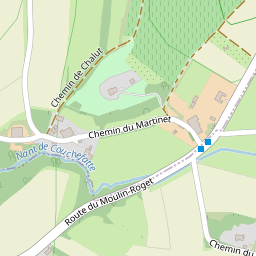 Chemin de Chalut
Chemin du Martinet
Nant de Couchefatte
Route du Moulin-Roget
Chemin du